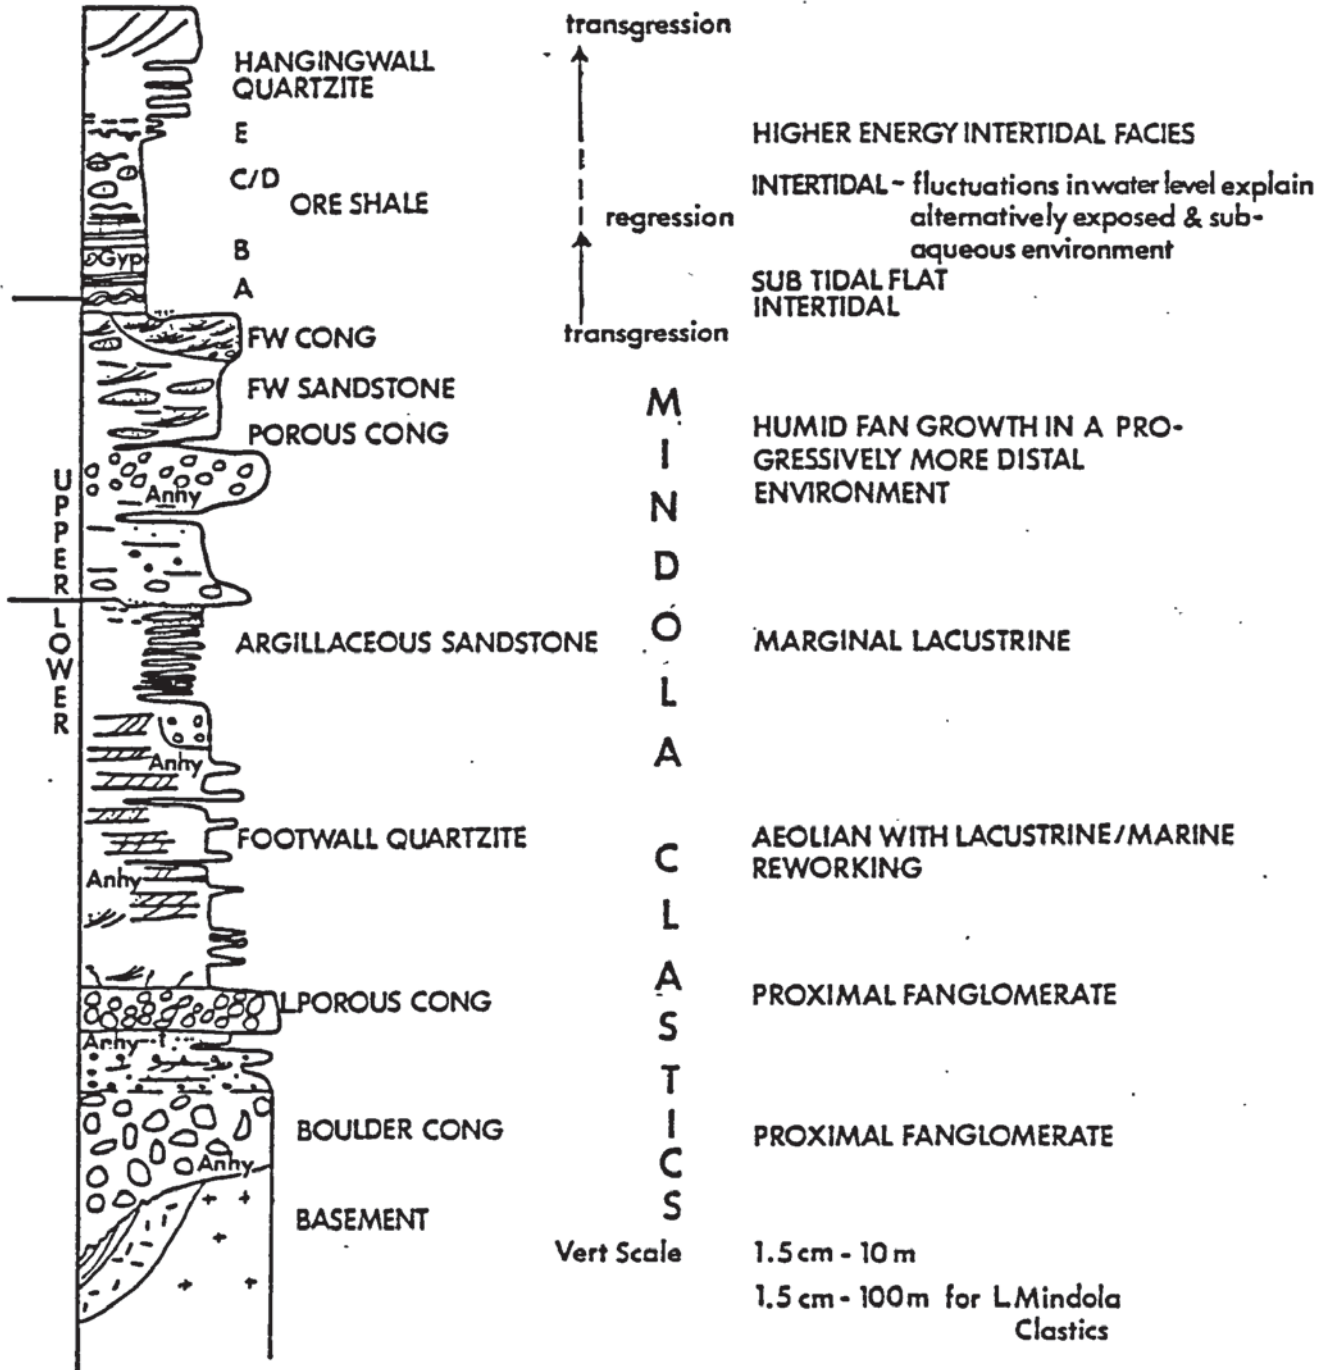 transgression
HANGINGWALL
QUARTZITE
E
HIGHER ENERGY INTERTIDAL FACIES
C/D
ORE SHALE
INTERTIDAL - fluctuations in water level explain
alternatively exposed & sub-
aqueous environment
regression
B
Gyp
A
SUB TIDAL FLAT
INTERTIDAL
transgression
FW CONG
FW SANDSTONE
POROUS CONG
HUMID FAN GROWTH IN A PRO-
GRESSIVELY MORE DISTAL
ENVIRONMENT
Anhy
UPPER
LOWER
MINDOLA CLASTICS
ARGILLACEOUS SANDSTONE
MARGINAL LACUSTRINE
Anhy
FOOTWALL QUARTZITE
AEOLIAN WITH LACUSTRINE/MARINE
REWORKING
Anhy
LPOROUS CONG
PROXIMAL FANGLOMERATE
Anhy
BOULDER CONG
PROXIMAL FANGLOMERATE
Anhy
BASEMENT
Vert Scale 1.5 cm - 10 m
1.5 cm - 100 m for L Mindola
Clastics